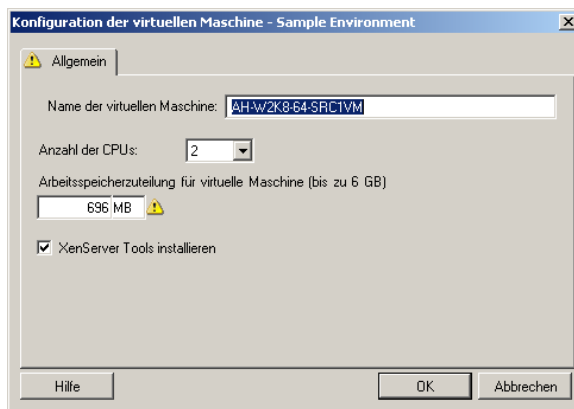 Konfiguration der virtuellen Maschine - Sample Environment
Allgemein
Name der virtuellen Maschine: AH-W2K8-64-SRC1VM
Anzahl der CPUs: 2
Arbeitsspeicherzuteilung für virtuelle Maschine (bis zu 6 GB)
696 MB
XenServer Tools installieren
Hilfe OK Abbrechen